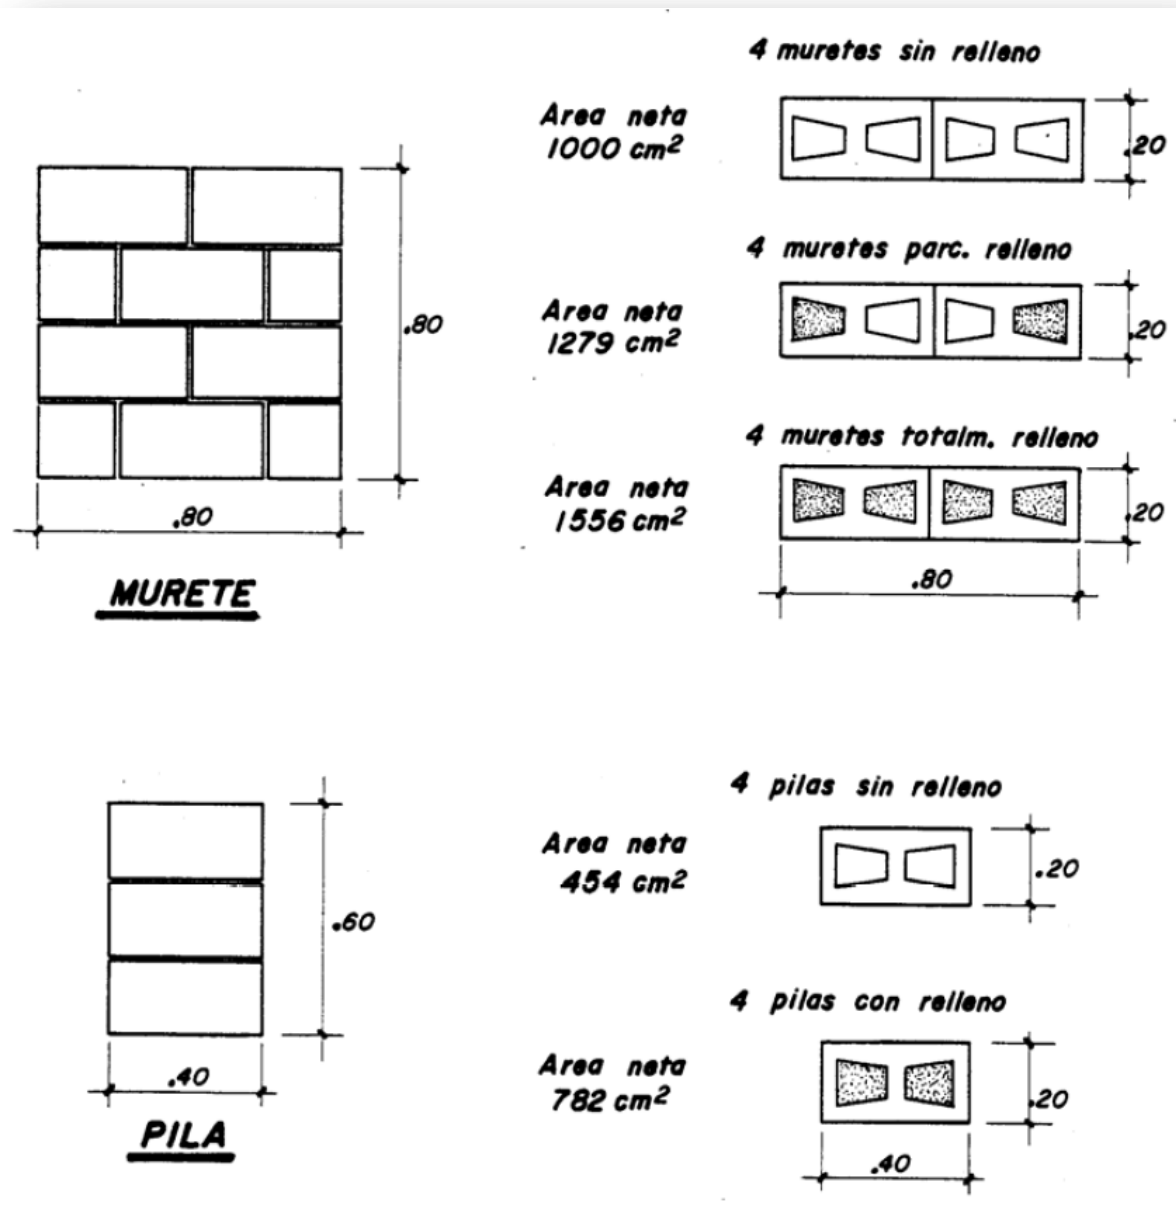 4 muretes sin relleno
Area neta
1000 cm2
.20
4 muretes parc. relleno
.80
Area neta
1279 cm2
.20
4 muretes totalm. relleno
Area neta
1556 cm2
.20
.80
.80
MURETE
4 pilas sin relleno
Area neta
454 cm2
.20
.60
4 pilas con relleno
Area neta
782 cm2
.20
.40
.40
PILA